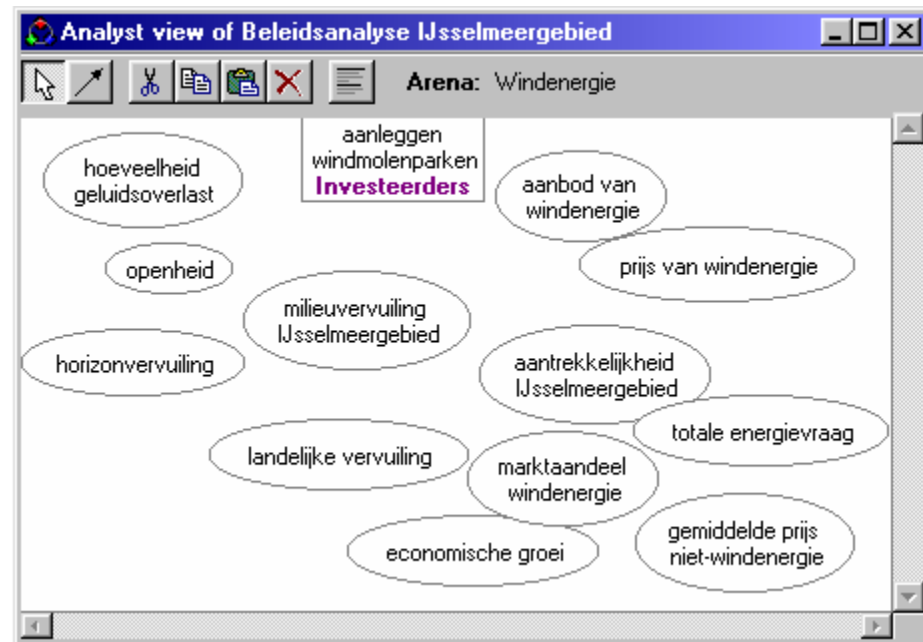 Analyst view of Beleidsanalyse IJsselmeergebied
Arena: Windenergie
aanleggen
windmolenparken
Investeerders
hoeveelheid
geluidsoverlast
aanbod van
windenergie
openheid
prijs van windenergie
milieuvervuiling
IJsselmeergebied
horizonvervuiling
aantrekkelijkheid
IJsselmeergebied
totale energievraag
landelijke vervuiling
marktaandeel
windenergie
economische groei
gemiddelde prijs
niet-windenergie